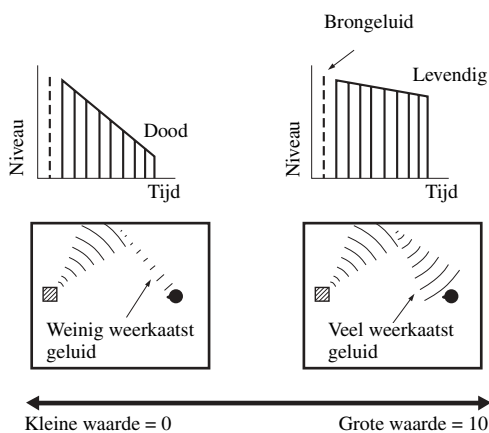 Brongeluid
Niveau
Dood
Tijd
Niveau
Levendig
Tijd
Weinig weerkaatst
geluid
Veel weerkaatst
geluid
Kleine waarde = 0
Grote waarde = 10